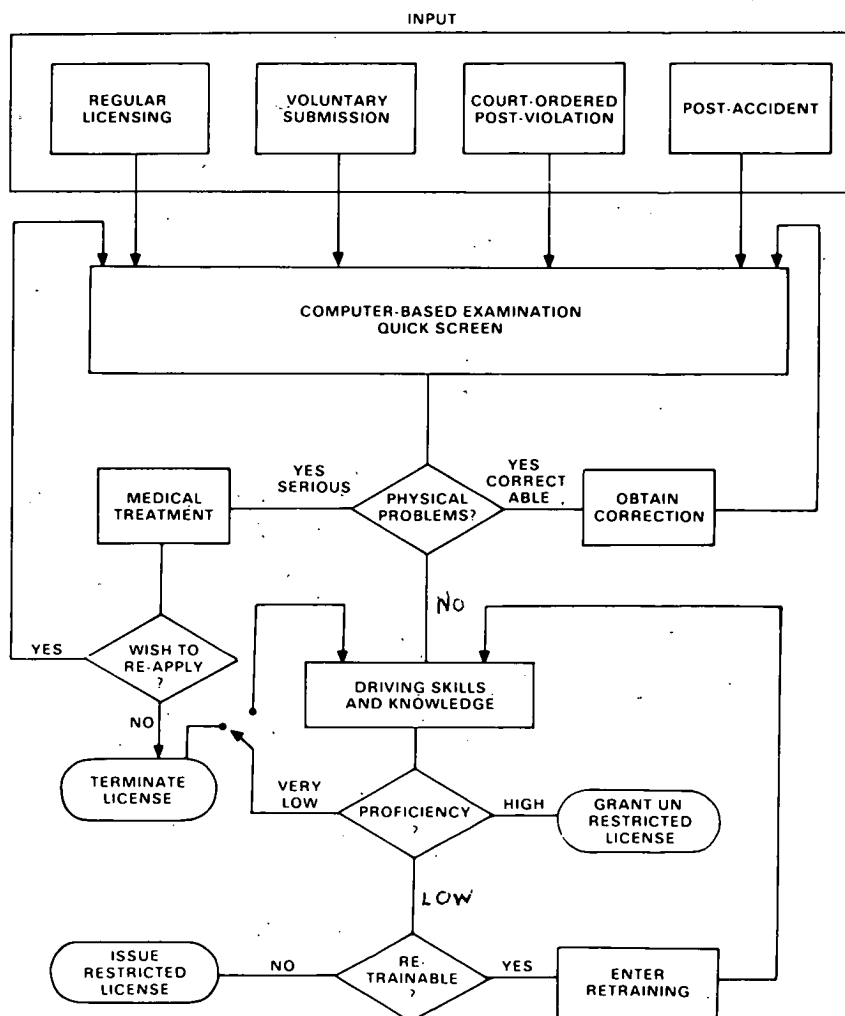 INPUT
REGULAR
LICENSING
VOLUNTARY
SUBMISSION
COURT-ORDERED
POST-VIOLATION
POST-ACCIDENT
COMPUTER-BASED EXAMINATION
QUICK SCREEN
YES
SERIOUS
YES
CORRECT
ABLE
MEDICAL
TREATMENT
PHYSICAL
PROBLEMS?
OBTAIN
CORRECTION
NO
YES
WISH TO
RE-APPLY
?
DRIVING SKILLS
AND KNOWLEDGE
NO
TERMINATE
LICENSE
VERY
LOW
PROFICIENCY
?
HIGH
GRANT UN
RESTRICTED
LICENSE
LOW
ISSUE
RESTRICTED
LICENSE
NO
RE-
TRAINABLE
?
YES
ENTER
RETRAINING